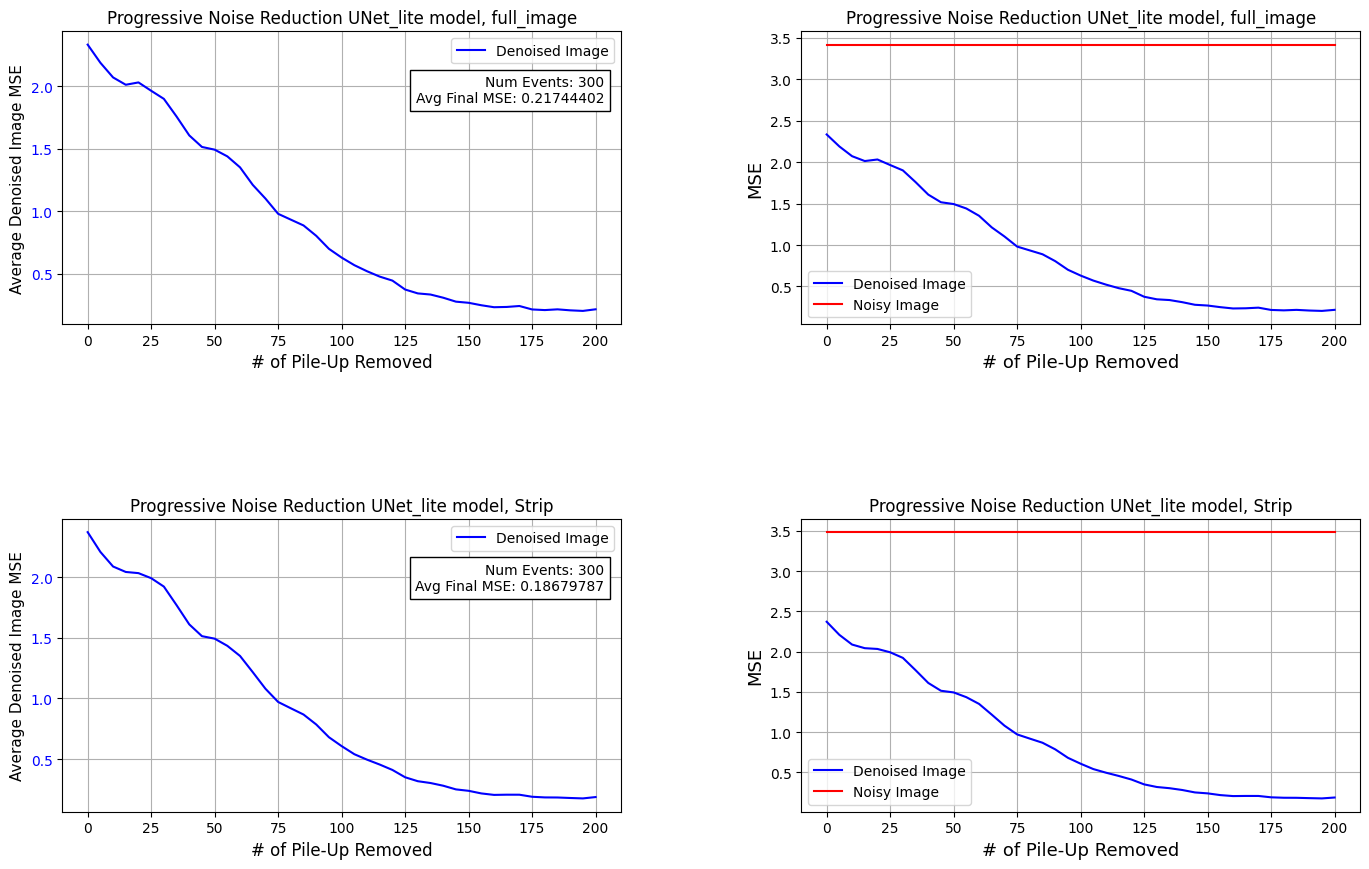 Progressive Noise Reduction UNet_lite model, full_image
Denoised Image
Num Events: 300
Avg Final MSE: 0.21744402
Average Denoised Image MSE
2.0
1.5
1.0
0.5
0 25 50 75 100 125 150 175 200
# of Pile-Up Removed
Progressive Noise Reduction UNet_lite model, full_image
MSE
3.5
3.0
2.5
2.0
1.5
1.0
0.5
Denoised Image
Noisy Image
0 25 50 75 100 125 150 175 200
# of Pile-Up Removed
Progressive Noise Reduction UNet_lite model, Strip
Denoised Image
Num Events: 300
Avg Final MSE: 0.18679787
Average Denoised Image MSE
2.0
1.5
1.0
0.5
0 25 50 75 100 125 150 175 200
# of Pile-Up Removed
Progressive Noise Reduction UNet_lite model, Strip
MSE
3.5
3.0
2.5
2.0
1.5
1.0
0.5
Denoised Image
Noisy Image
0 25 50 75 100 125 150 175 200
# of Pile-Up Removed